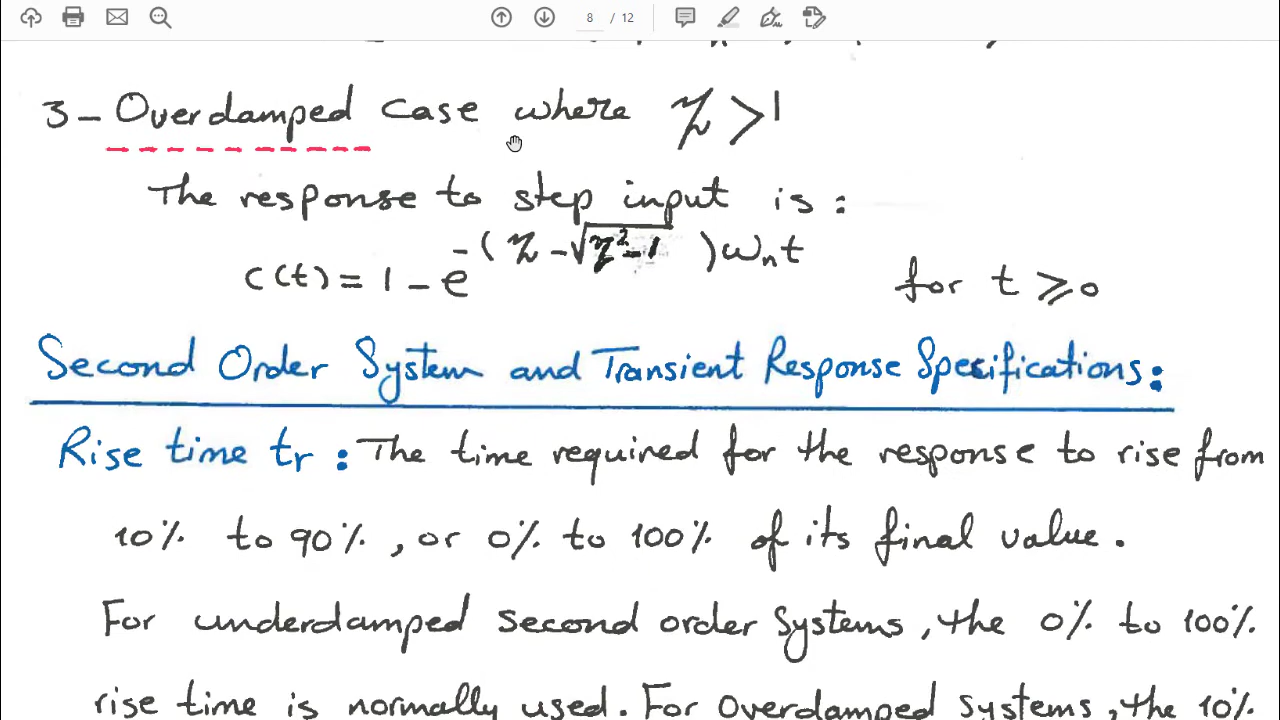 8 / 12
3- Overdamped case where ζ > 1
The response to step input is :
c(t) = 1 - e^{-(ζ - √(ζ²-1)) ωn t} for t ≥ 0
Second Order System and Transient Response Specifications:
Rise time tr : The time required for the response to rise from
10% to 90%, or 0% to 100% of its final value.
For underdamped second order Systems, the 0% to 100%
rise time is normally used. For Overdamped systems, the 10%